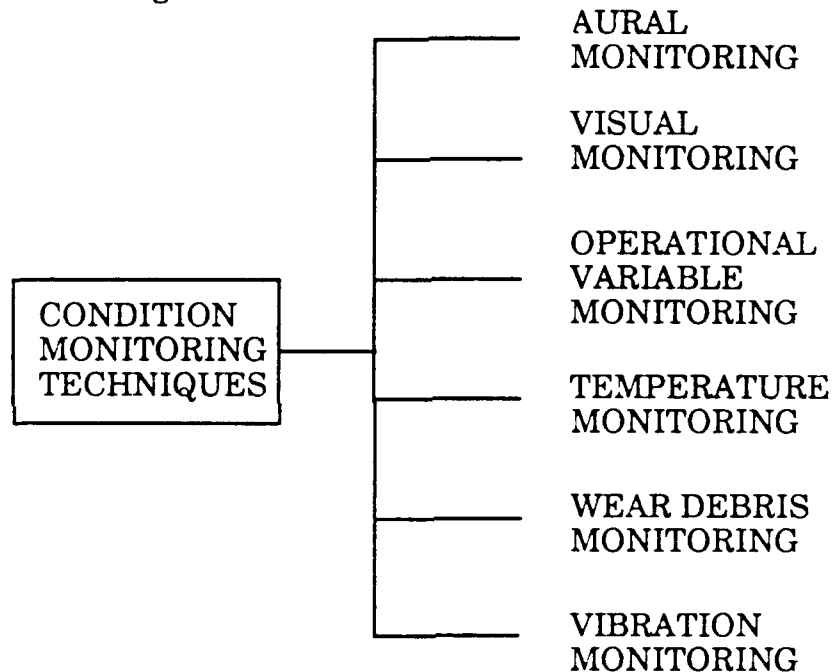 AURAL
MONITORING
VISUAL
MONITORING
OPERATIONAL
VARIABLE
MONITORING
CONDITION
MONITORING
TECHNIQUES
TEMPERATURE
MONITORING
WEAR DEBRIS
MONITORING
VIBRATION
MONITORING